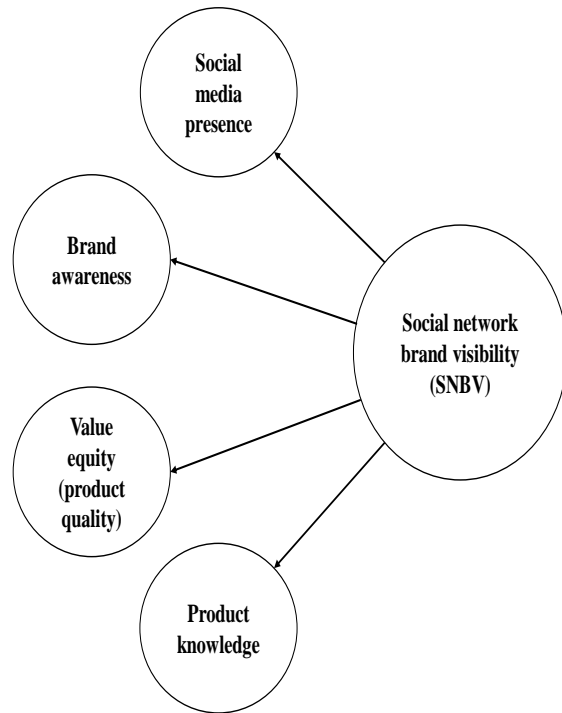 Social
media
presence
Brand
awareness
Social network
brand visibility
(SNBV)
Value
equity
(product
quality)
Product
knowledge